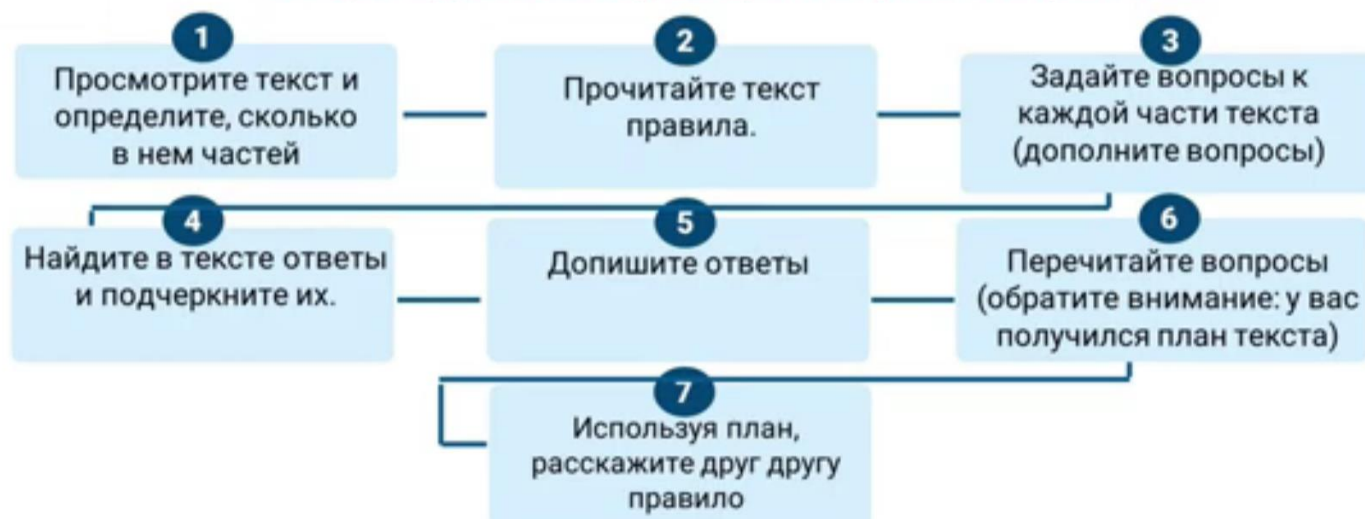 1
Просмотрите текст и
определите, сколько
в нем частей
2
Прочитайте текст
правила.
3
Задайте вопросы к
каждой части текста
(дополните вопросы)
4
Найдите в тексте ответы
и подчеркните их.
5
Допишите ответы
6
Перечитайте вопросы
(обратите внимание: у вас
получился план текста)
7
Используя план,
расскажите друг другу
правило